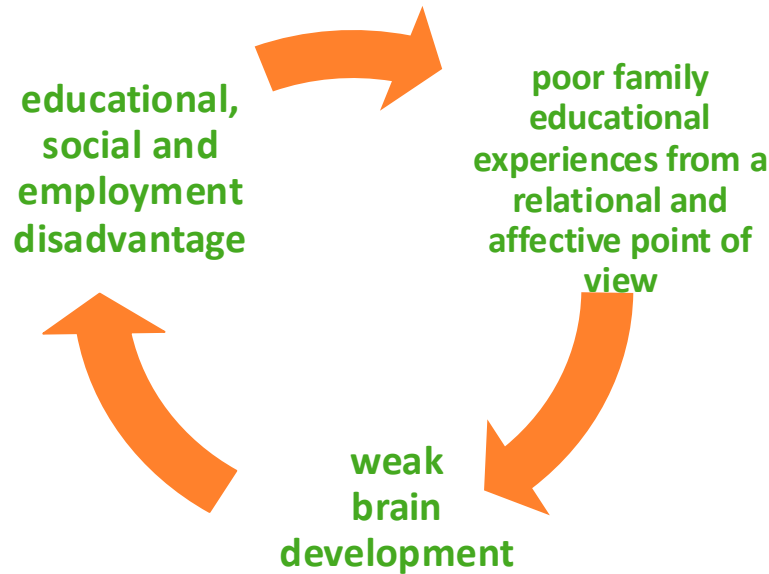 educational,
social and
employment
disadvantage
poor family
educational
experiences from a
relational and
affective point of
view
weak
brain
development